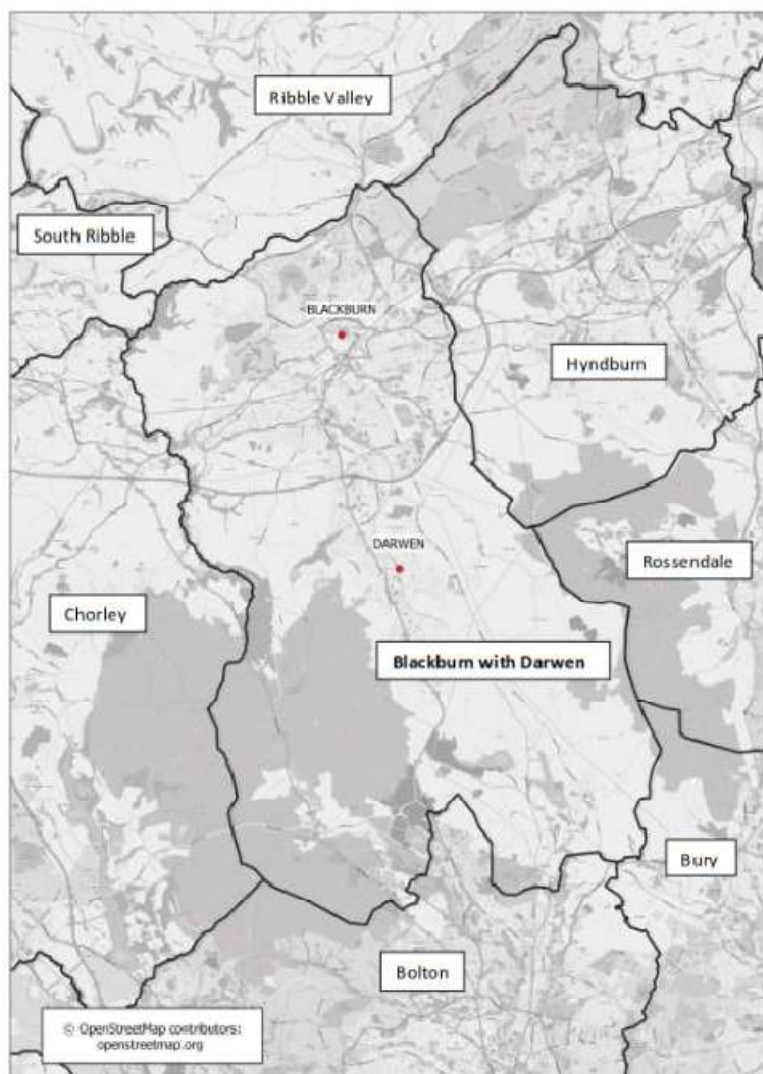 Ribble Valley
South Ribble
BLACKBURN
Hyndburn
DARWEN
Rossendale
Chorley
Blackburn with Darwen
Bury
Bolton
© OpenStreetMap contributors:
openstreetmap.org